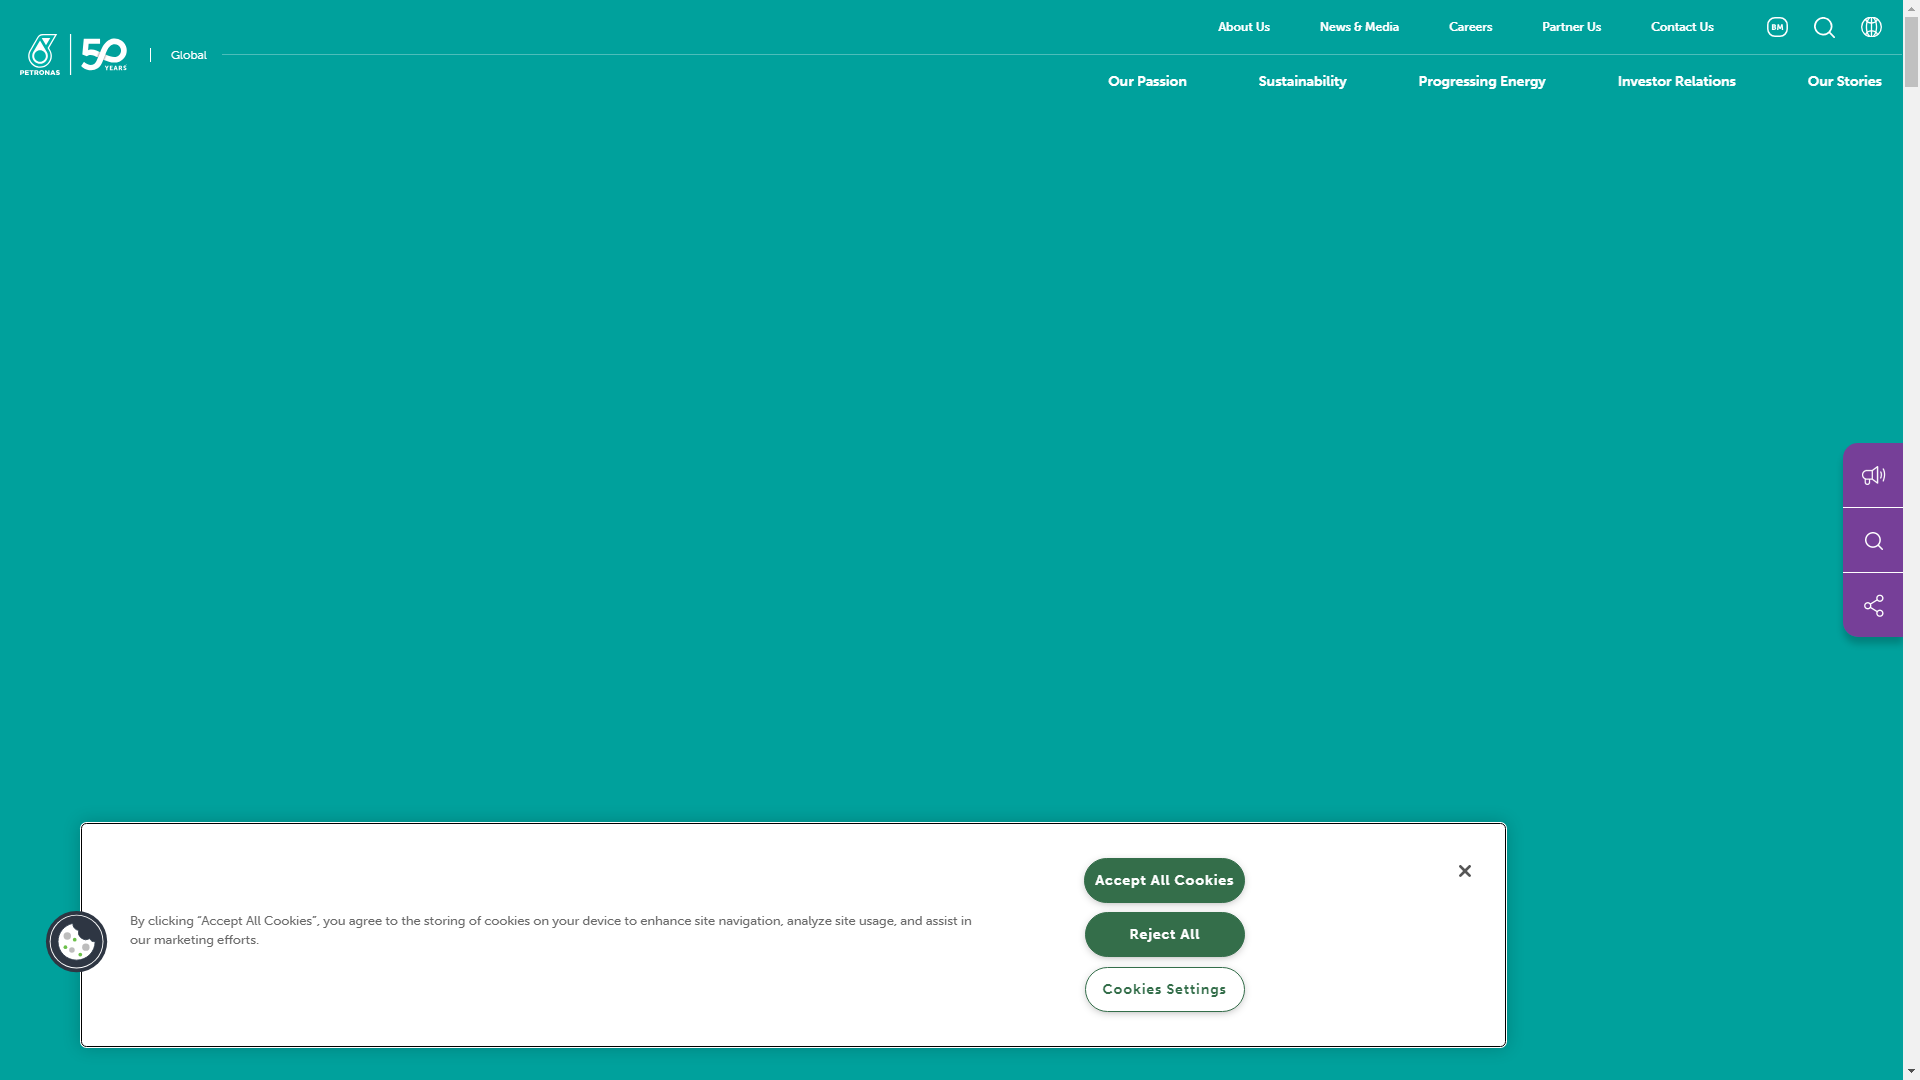 About Us
News & Media
Careers
Partner Us
Contact Us
BM
PETRONAS
50
YEARS
Global
Our Passion
Sustainability
Progressing Energy
Investor Relations
Our Stories
Accept All Cookies
By clicking “Accept All Cookies”, you agree to the storing of cookies on your device to enhance site navigation, analyze site usage, and assist in
our marketing efforts.
Reject All
Cookies Settings